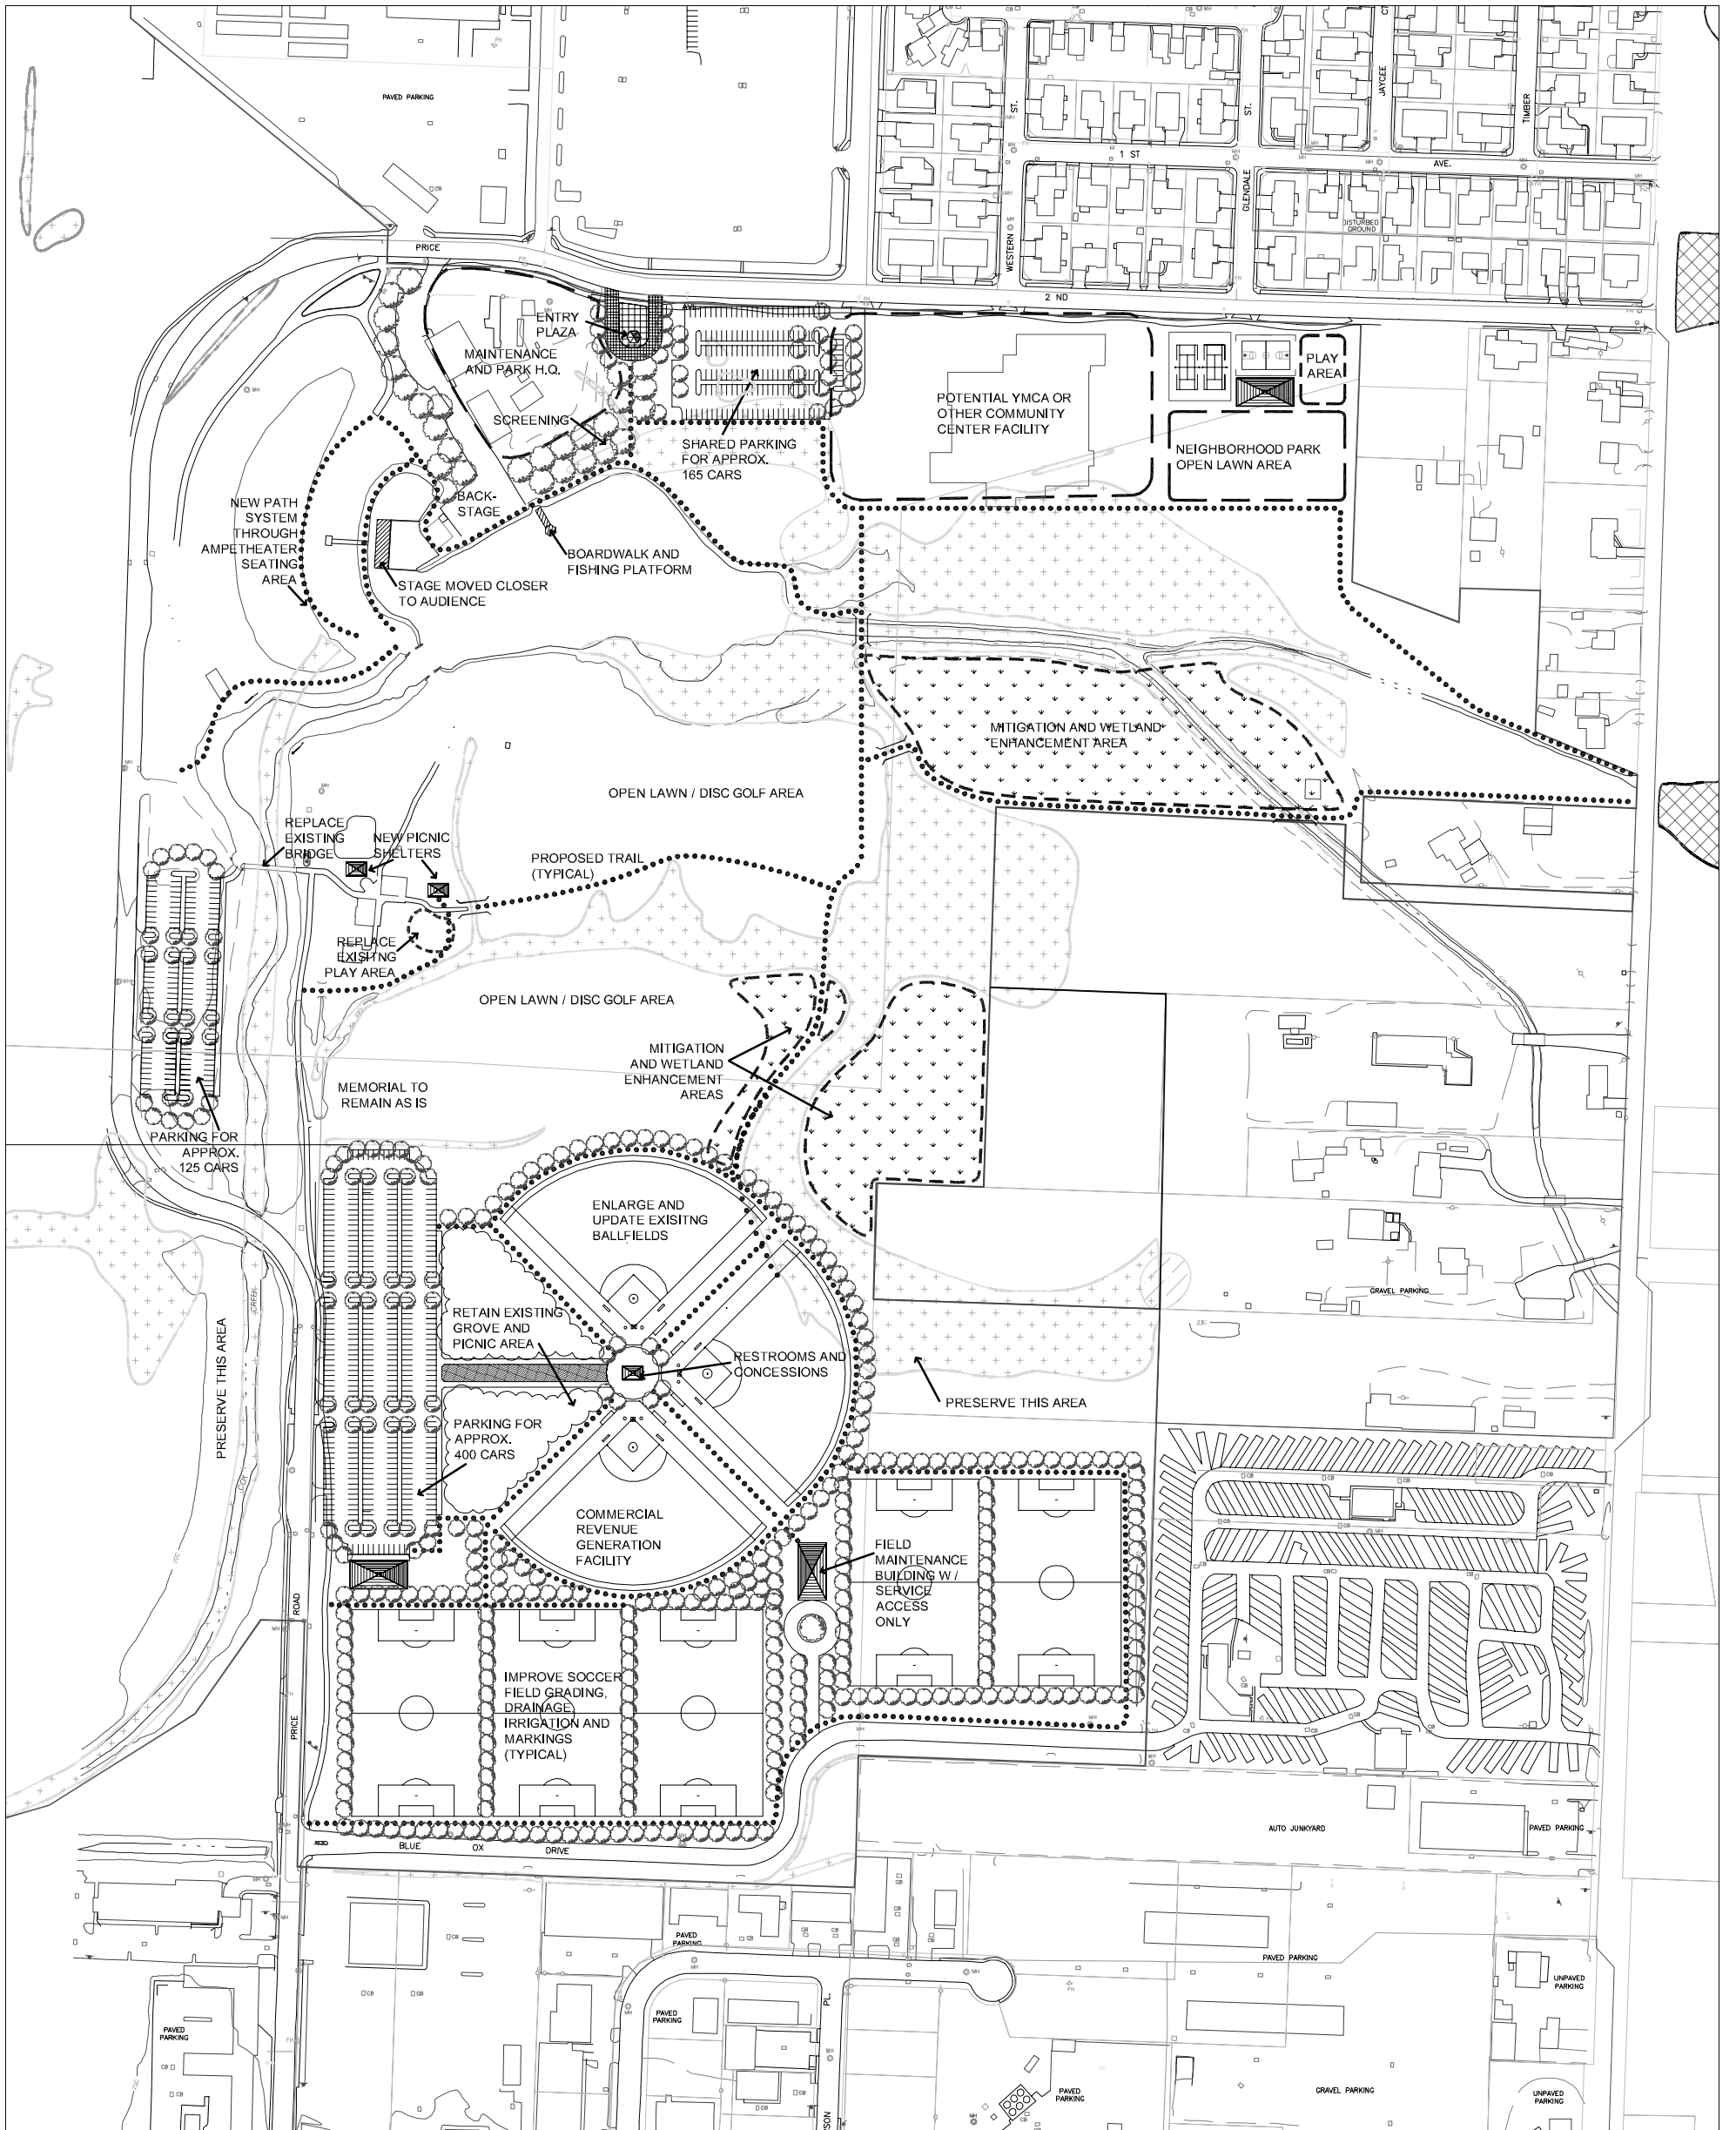 PAVED PARKING
ST.
ST.
JAYCEE
CT
TIMBER
1 ST
AVE.
GLENDALE
DISTURBED
GROUND
WESTERN
PRICE
2 ND
AVE.
ENTRY
PLAZA
MAINTENANCE
AND PARK H.Q.
PLAY
AREA
POTENTIAL YMCA OR
OTHER COMMUNITY
CENTER FACILITY
SCREENING
SHARED PARKING
FOR APPROX.
165 CARS
NEIGHBORHOOD PARK
OPEN LAWN AREA
BACK-
STAGE
NEW PATH
SYSTEM
THROUGH
AMPETHEATER
SEATING
AREA
BOARDWALK AND
FISHING PLATFORM
STAGE MOVED CLOSER
TO AUDIENCE
MITIGATION AND WETLAND
ENHANCEMENT AREA
OPEN LAWN / DISC GOLF AREA
REPLACE
EXISTING
BRIDGE
NEW PICNIC
SHELTERS
PROPOSED TRAIL
(TYPICAL)
REPLACE
EXISITNG
PLAY AREA
OPEN LAWN / DISC GOLF AREA
MITIGATION
AND WETLAND
ENHANCEMENT
AREAS
MEMORIAL TO
REMAIN AS IS
PARKING FOR
APPROX.
125 CARS
ENLARGE AND
UPDATE EXISITNG
BALLFIELDS
GRAVEL PARKING
RETAIN EXISTING
GROVE AND
PICNIC AREA
CREEK
PRESERVE THIS AREA
RESTROOMS AND
CONCESSIONS
PRESERVE THIS AREA
PARKING FOR
APPROX.
400 CARS
COX
COMMERCIAL
REVENUE
GENERATION
FACILITY
FIELD
MAINTENANCE
BUILDING W /
SERVICE
ACCESS
ONLY
ROAD
PRICE
IMPROVE SOCCER
FIELD GRADING,
DRAINAGE,
IRRIGATION AND
MARKINGS
(TYPICAL)
BLUE OX DRIVE
AUTO JUNKYARD
PAVED PARKING
PAVED
PARKING
PAVED PARKING
UNPAVED
PARKING
PL.
PAVED
PARKING
PAVED
PARKING
PAVED
PARKING
GRAVEL PARKING
UNPAVED
PARKING
SON